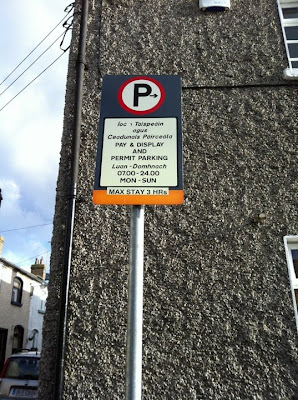 P
Íoc & Taispeáin
agus
Ceadúnais Páirceála
PAY & DISPLAY
AND
PERMIT PARKING
Luan - Domhnach
07.00 - 24.00
MON - SUN
MAX STAY 3 HRs